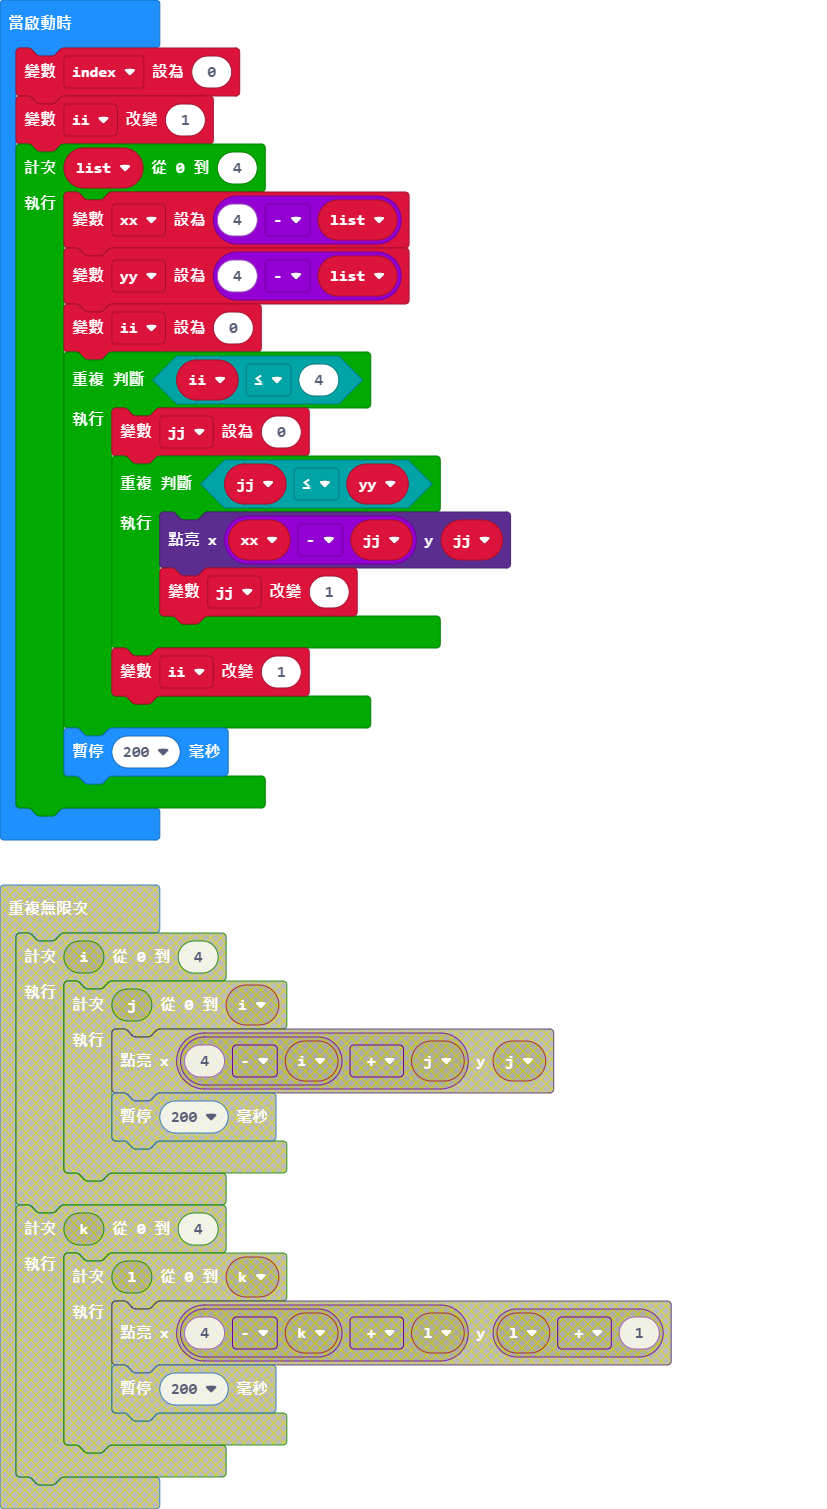 當啟動時
變數 index 設為 0
變數 ii 改變 1
計次 list 從 0 到 4
執行
變數 xx 設為 4 - list
變數 yy 設為 4 - list
變數 ii 設為 0
重複 判斷 ii ≤ 4
執行
變數 jj 設為 0
重複 判斷 jj ≤ yy
執行
點亮 x xx - jj y jj
變數 jj 改變 1
變數 ii 改變 1
暫停 200 毫秒
重複無限次
計次 i 從 0 到 4
執行
計次 j 從 0 到 i
執行
點亮 x 4 - i + j y j
暫停 200 毫秒
計次 k 從 0 到 4
執行
計次 l 從 0 到 k
執行
點亮 x 4 - k + l y l + 1
暫停 200 毫秒